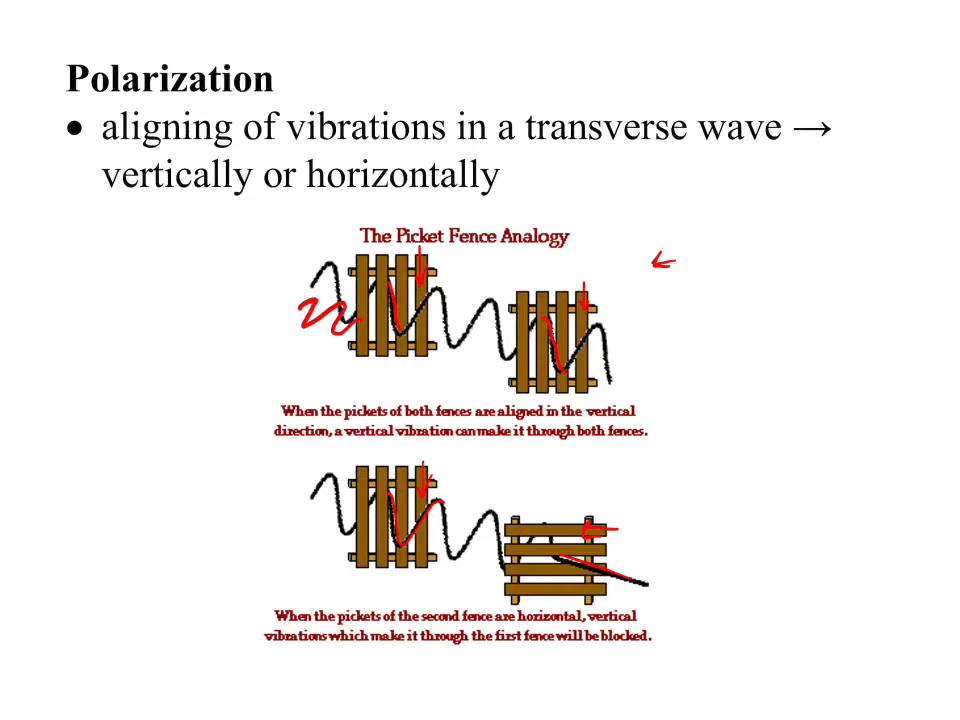 Polarization
• aligning of vibrations in a transverse wave →
vertically or horizontally
The Picket Fence Analogy
When the pickets of both fences are aligned in the vertical
direction, a vertical vibration can make it through both fences.
When the pickets of the second fence are horizontal, vertical
vibrations which make it through the first fence will be blocked.